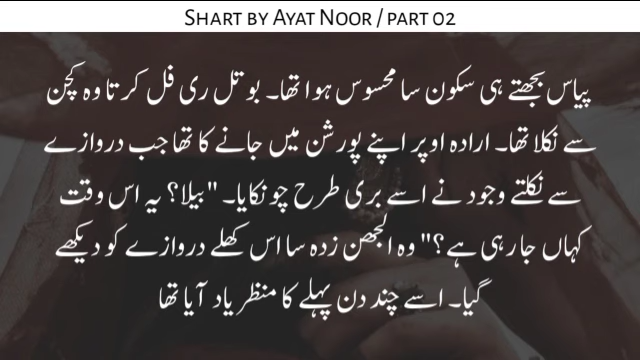 Shart by Ayat Noor / part 02
پیاس بجھتے ہی سکون سا محسوس ہوا تھا۔ بوتل ری فل کرتا وہ کچن
سے نکلا تھا۔ ارادہ اوپر اپنے پورشن میں جانے کا تھا جب دروازے
سے نکلتے وجود نے اسے بری طرح چونکایا۔ "بیلا؟ یہ اس وقت
کہاں جا رہی ہے؟" وہ الجھن زدہ سا اس کھلے دروازے کو دیکھے
گیا۔ اسے چند دن پہلے کا منظر یاد آیا تھا